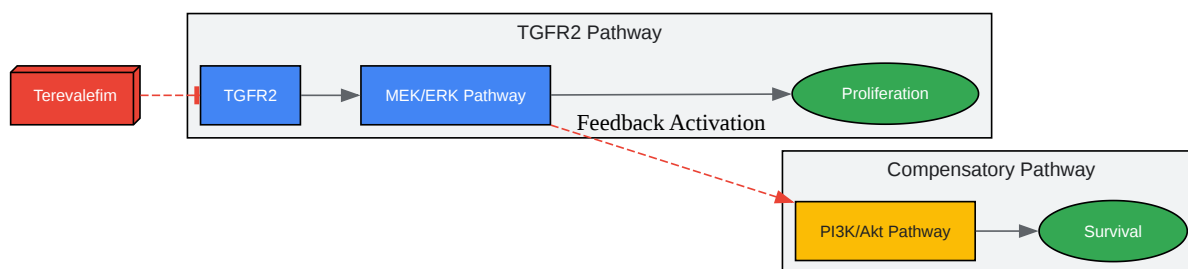 TGFR2 Pathway
Terevalefim
TGFR2
MEK/ERK Pathway
Proliferation
Feedback Activation
Compensatory Pathway
PI3K/Akt Pathway
Survival